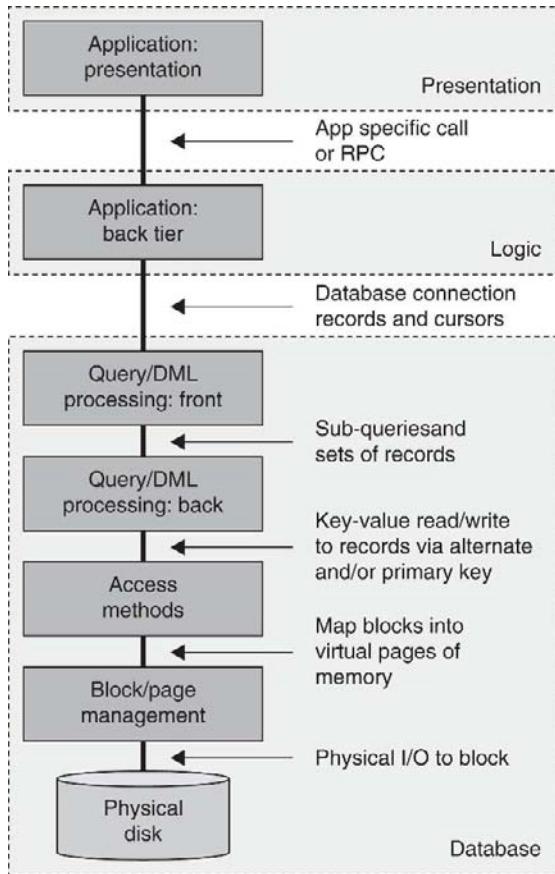 Application:
presentation
Presentation
App specific call
or RPC
Application:
back tier
Logic
Database connection
records and cursors
Query/DML
processing: front
Sub-queriesand
sets of records
Query/DML
processing: back
Key-value read/write
to records via alternate
and/or primary key
Access
methods
Map blocks into
virtual pages of
memory
Block/page
management
Physical I/O to block
Physical
disk
Database